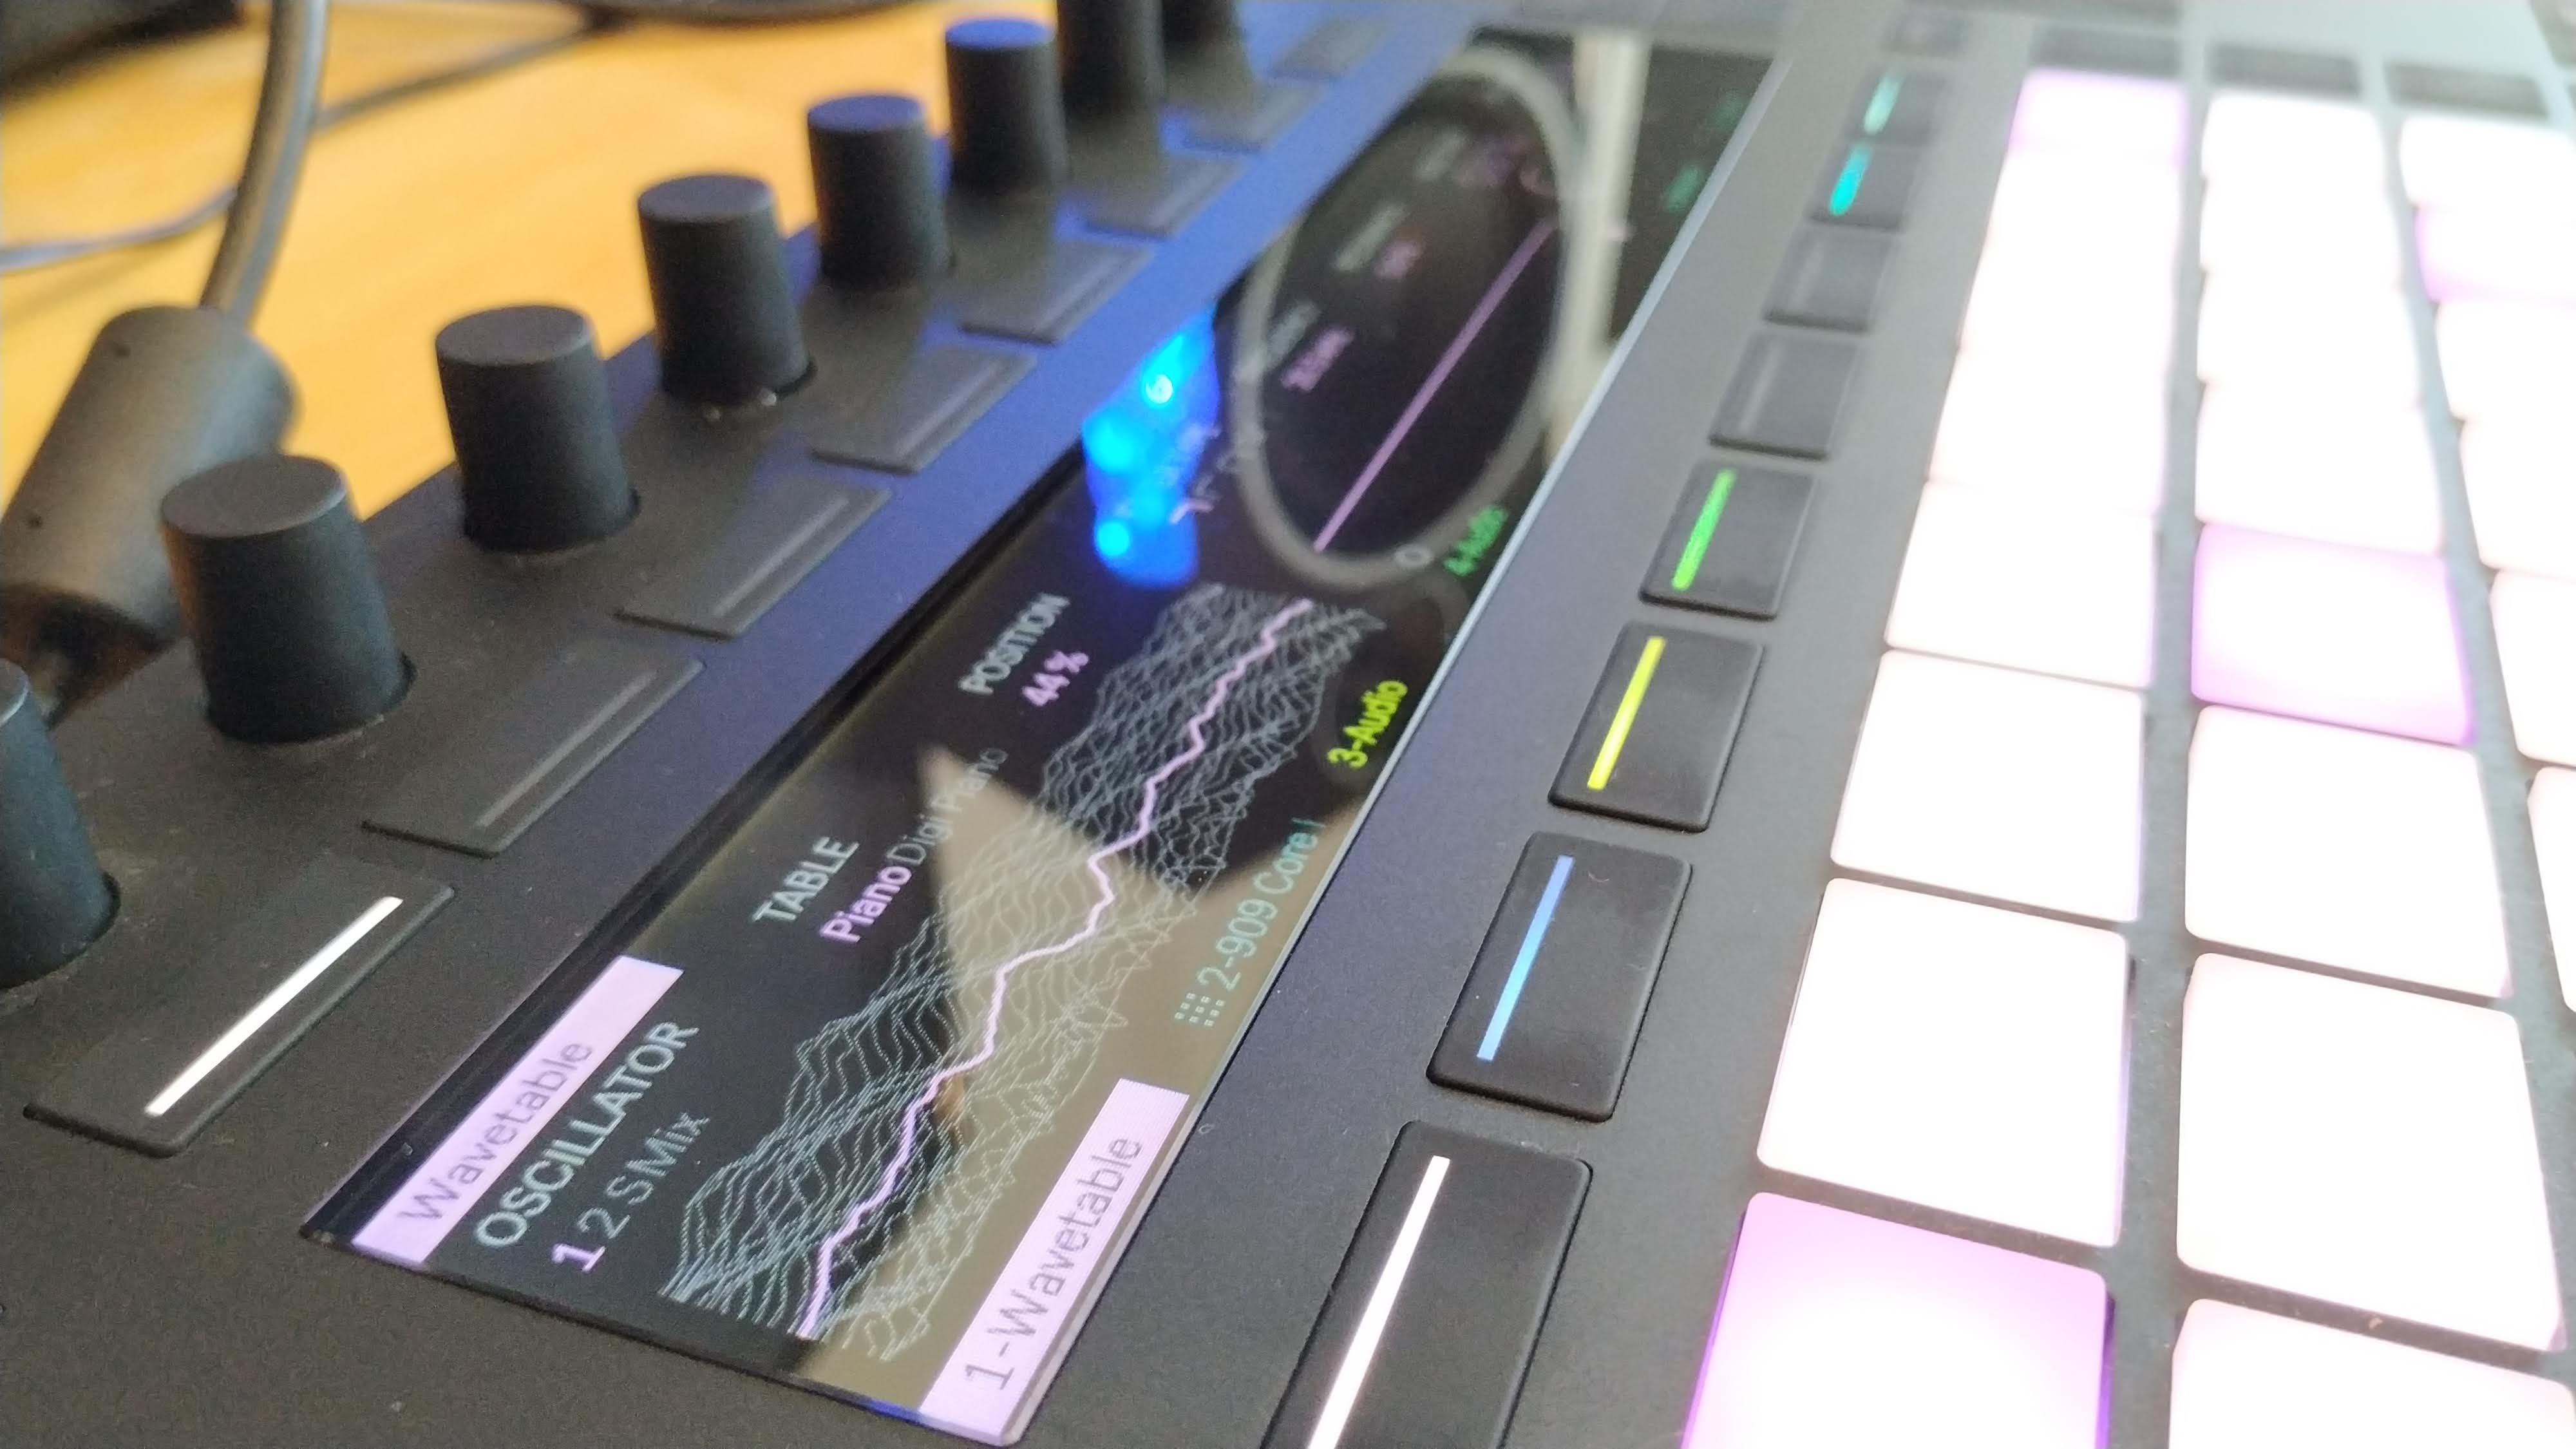 Wavetable
OSCILLATOR
1 2 S Mix
TABLE
Piano Digi Piano
POSITION
44 %
1-Wavetable
2-909 Core
3-Audio
4-Audio